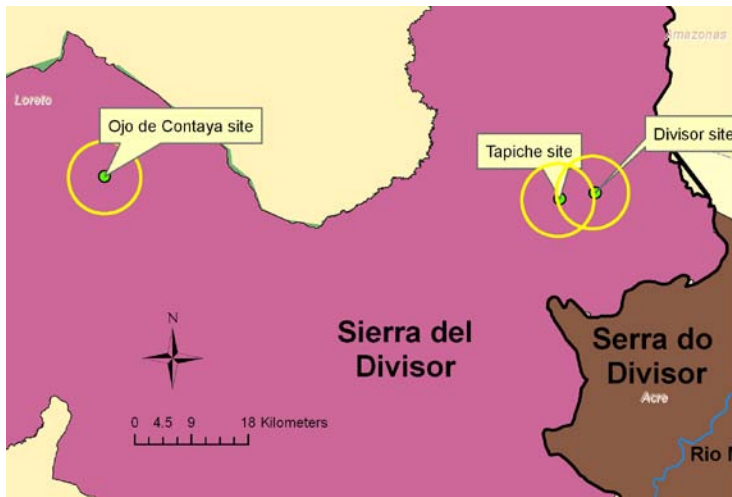 Amazonas
Loreto
Ojo de Contaya site
Divisor site
Tapiche site
N
Sierra del
Divisor
Serra do
Divisor
Acre
0 4.5 9 18 Kilometers
Rio M